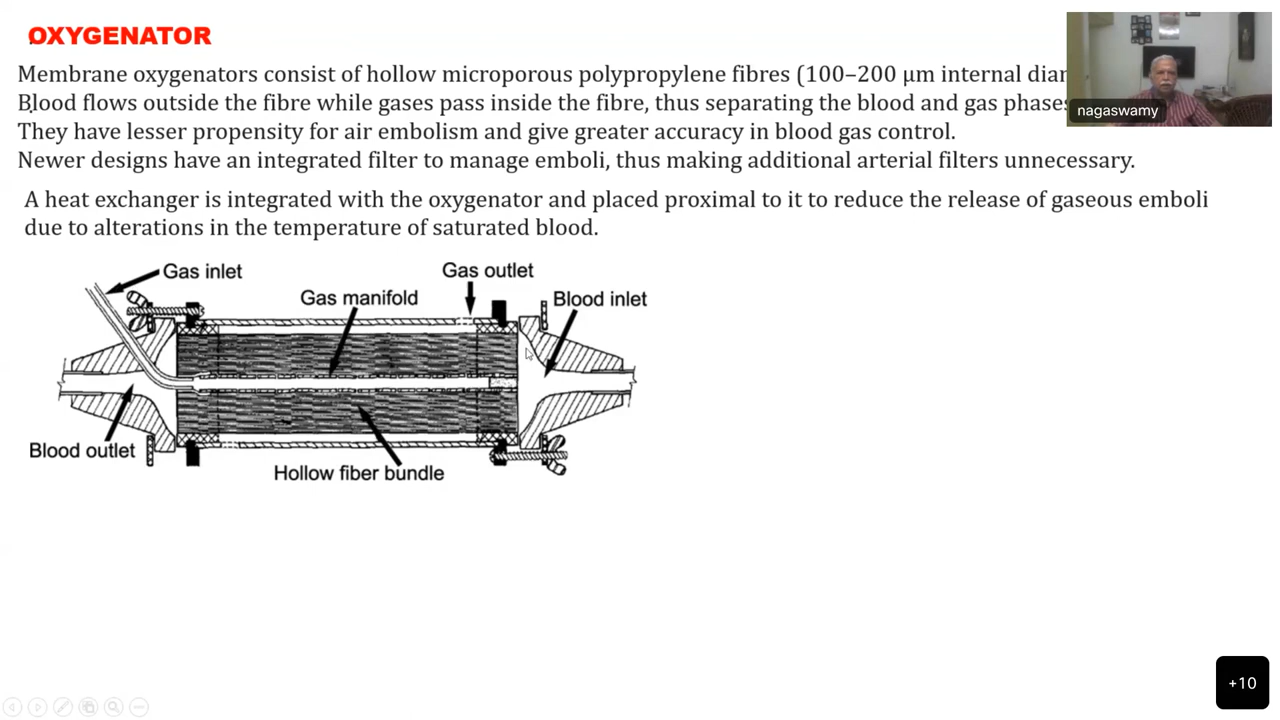 OXYGENATOR
Membrane oxygenators consist of hollow microporous polypropylene fibres (100–200 μm internal
Blood flows outside the fibre while gases pass inside the fibre, thus separating the blood and gas
nagaswamy
They have lesser propensity for air embolism and give greater accuracy in blood gas control.
Newer designs have an integrated filter to manage emboli, thus making additional arterial filters unnecessary.
A heat exchanger is integrated with the oxygenator and placed proximal to it to reduce the release of gaseous emboli
due to alterations in the temperature of saturated blood.
Gas inlet
Gas outlet
Gas manifold
Blood inlet
Blood outlet
Hollow fiber bundle
+10